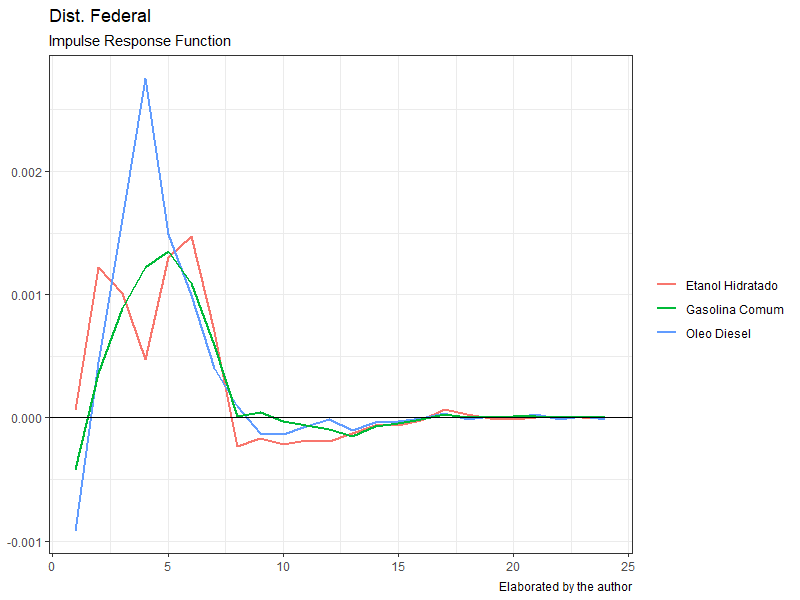 Dist. Federal
Impulse Response Function
0.002
0.001
0.000
-0.001
0
5
10
15
20
25
Elaborated by the author
Etanol Hidratado
Gasolina Comum
Oleo Diesel